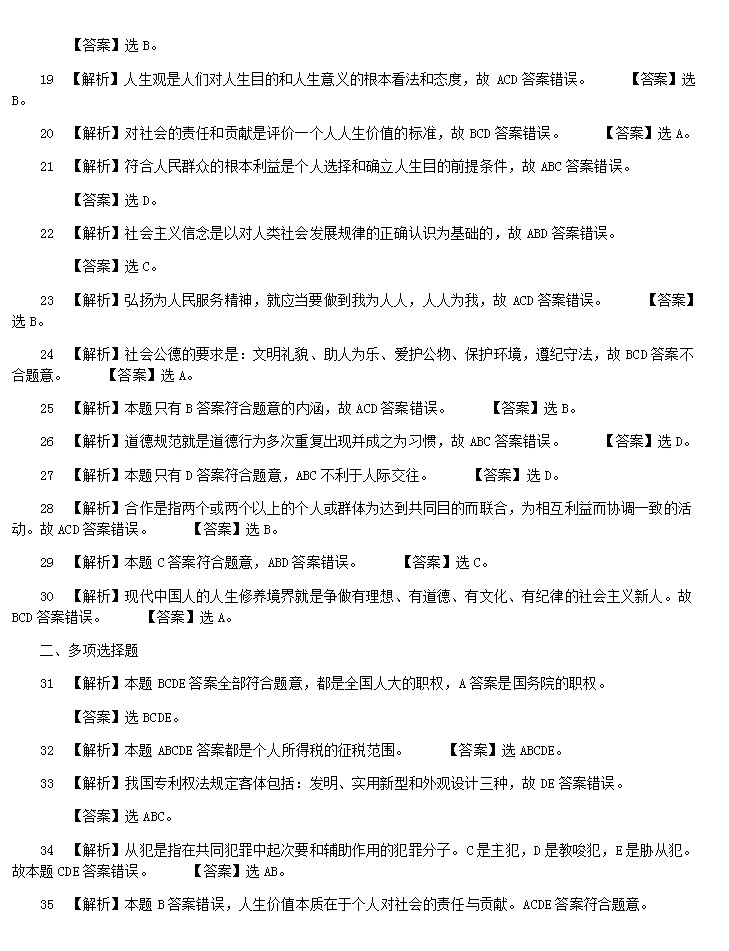 【答案】选 B。
19 【解析】人生观是人们对人生目的和人生意义的根本看法和态度，故 ACD 答案错误。 【答案】选
B。
20 【解析】对社会的责任和贡献是评价一个人人生价值的标准，故 BCD 答案错误。 【答案】选 A。
21 【解析】符合人民群众的根本利益是个人选择和确立人生目的前提条件，故 ABC 答案错误。
【答案】选 D。
22 【解析】社会主义信念是以对人类社会发展规律的正确认识为基础的，故 ABD 答案错误。
【答案】选 C。
23 【解析】弘扬为人民服务精神，就应当要做到我为人人，人人为我，故 ACD 答案错误。 【答案】
选 B。
24 【解析】社会公德的要求是：文明礼貌、助人为乐、爱护公物、保护环境，遵纪守法，故 BCD 答案不
合题意。 【答案】选 A。
25 【解析】本题只有 B 答案符合题意的内涵，故 ACD 答案错误。 【答案】选 B。
26 【解析】道德规范就是道德行为多次重复出现并成之为习惯，故 ABC 答案错误。 【答案】选 D。
27 【解析】本题只有 D 答案符合题意，ABC 不利于人际交往。 【答案】选 D。
28 【解析】合作是指两个或两个以上的个人或群体为达到共同目的而联合，为相互利益而协调一致的活
动。故 ACD 答案错误。 【答案】选 B。
29 【解析】本题 C 答案符合题意，ABD 答案错误。 【答案】选 C。
30 【解析】现代中国人的人生修养境界就是争做有理想、有道德、有文化、有纪律的社会主义新人。故
BCD 答案错误。 【答案】选 A。
二、多项选择题
31 【解析】本题 BCDE 答案全部符合题意，都是全国人大的职权，A 答案是国务院的职权。
【答案】选 BCDE。
32 【解析】本题 ABCDE 答案都是个人所得税的征税范围。 【答案】选 ABCDE。
33 【解析】我国专利权法规定客体包括：发明、实用新型和外观设计三种，故 DE 答案错误。
【答案】选 ABC。
34 【解析】从犯是指在共同犯罪中起次要和辅助作用的犯罪分子。C 是主犯，D 是教唆犯，E 是胁从犯。
故本题 CDE 答案错误。 【答案】选 AB。
35 【解析】本题 B 答案错误，人生价值本质在于个人对社会的责任与贡献。ACDE 答案符合题意。